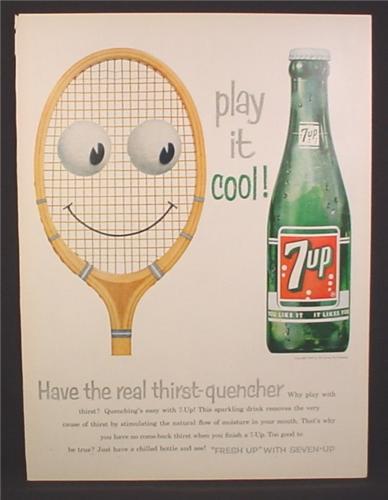 play
it
cool!
7up
7up
YOU LIKE IT IT LIKES YOU
Have the real thirst-quencher Why play with
thirst? Quenching's easy with 7-Up! This sparkling drink removes the very
cause of thirst by stimulating the natural flow of moisture in your mouth. That's why
you have no come-back thirst when you finish a 7-Up. Too good to
be true? Just have a chilled bottle and see! "FRESH UP" WITH SEVEN-UP